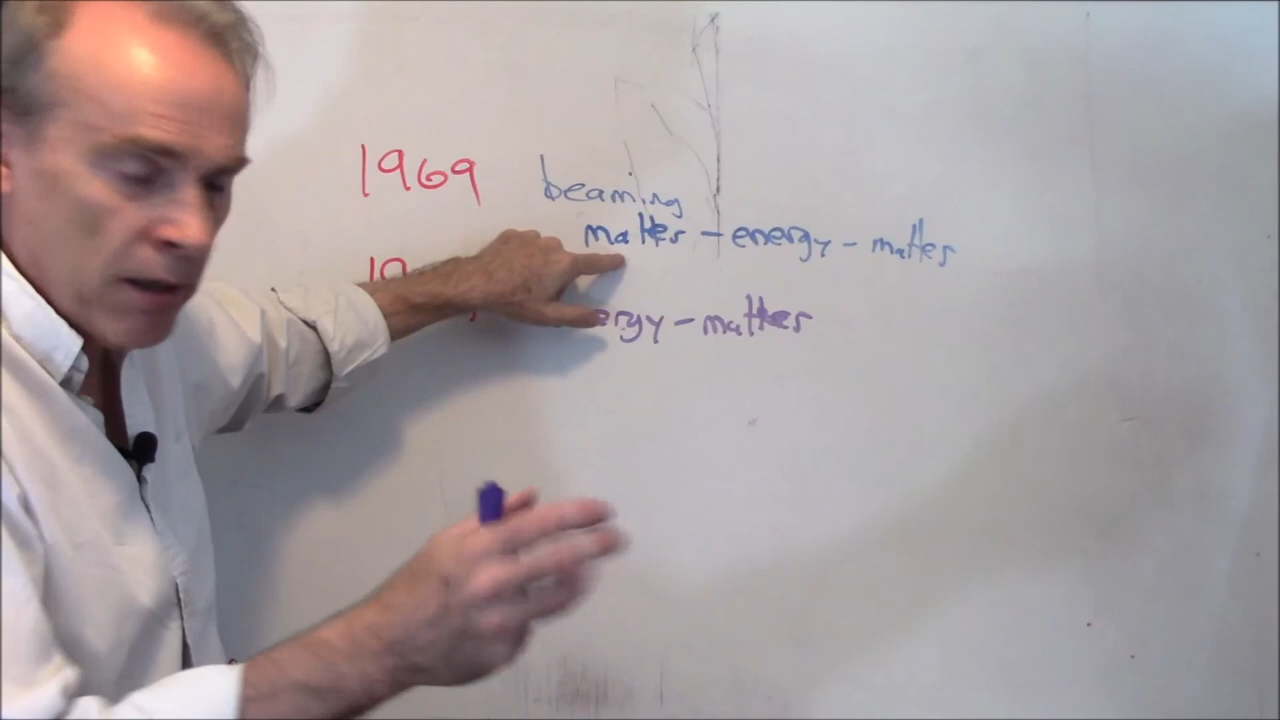 1969
beaming
matter – energy – matter
19
ergy – matter